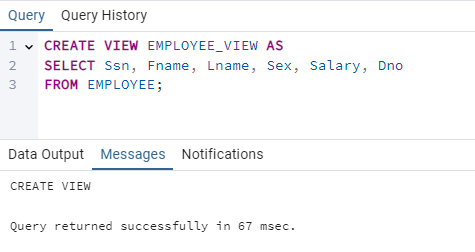 Query Query History
1 CREATE VIEW EMPLOYEE_VIEW AS
2 SELECT Ssn, Fname, Lname, Sex, Salary, Dno
3 FROM EMPLOYEE;
Data Output Messages Notifications
CREATE VIEW
Query returned successfully in 67 msec.